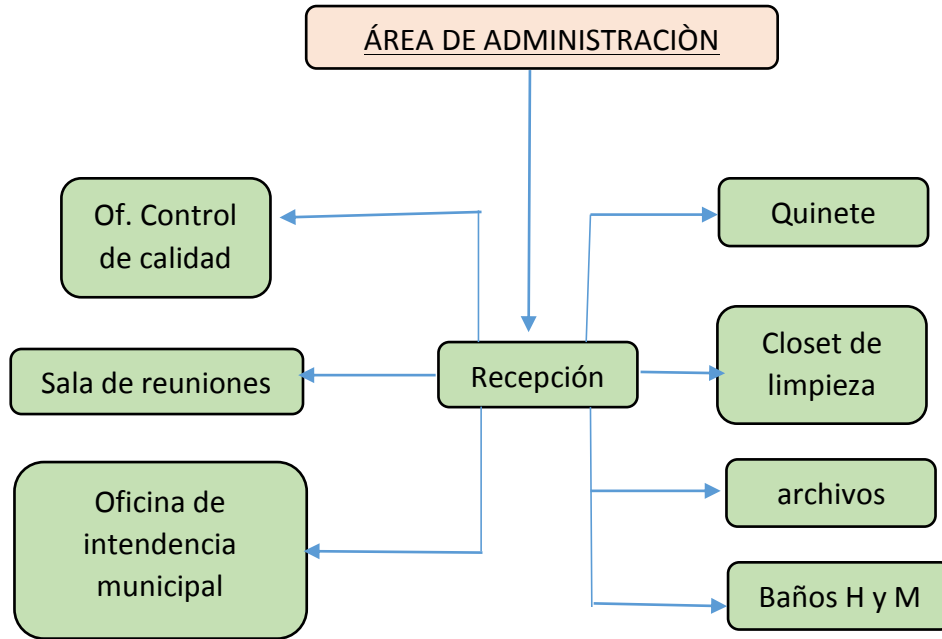 ÁREA DE ADMINISTRACIÒN
Of. Control
de calidad
Quinete
Sala de reuniones
Recepción
Closet de
limpieza
Oficina de
intendencia
municipal
archivos
Baños H y M